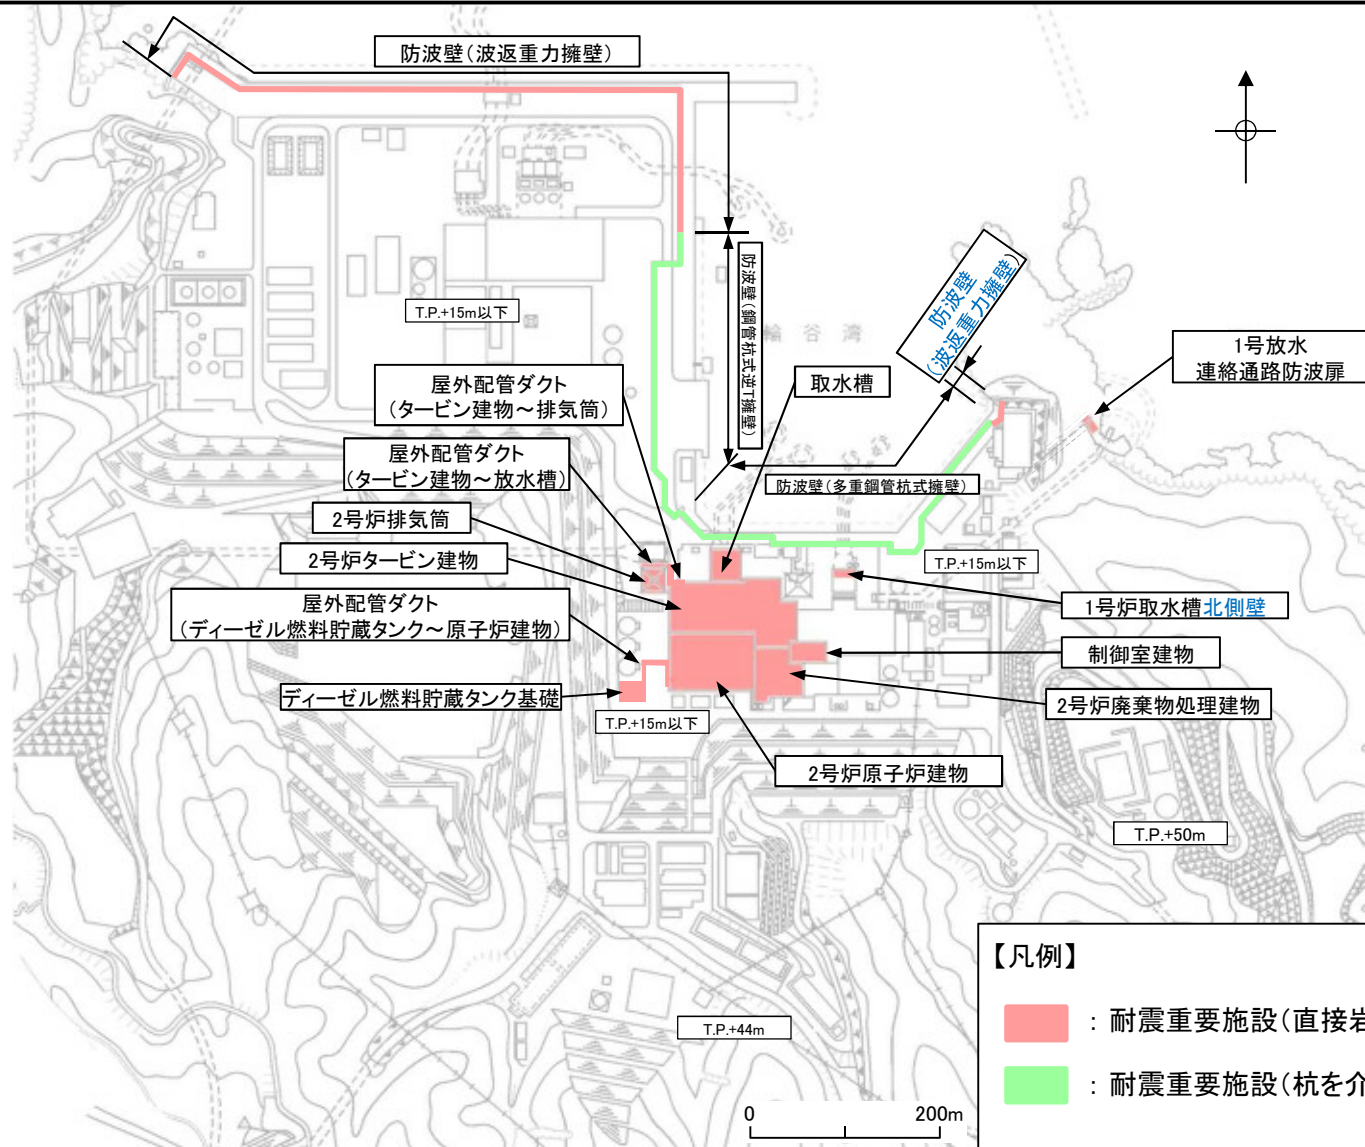 防波壁(波返重力擁壁)
防波壁(鋼管杭式逆T擁壁)
防波壁
(波返重力擁壁)
輪谷湾
T.P.+15m以下
屋外配管ダクト
(タービン建物～排気筒)
取水槽
1号放水
連絡通路防波扉
屋外配管ダクト
(タービン建物～放水槽)
防波壁(多重鋼管杭式擁壁)
2号炉排気筒
2号炉タービン建物
T.P.+15m以下
屋外配管ダクト
(ディーゼル燃料貯蔵タンク～原子炉建物)
1号炉取水槽北側壁
制御室建物
ディーゼル燃料貯蔵タンク基礎
2号炉廃棄物処理建物
T.P.+15m以下
2号炉原子炉建物
T.P.+50m
T.P.+44m
【凡例】
：耐震重要施設(直接岩
：耐震重要施設(杭を介
0 200m